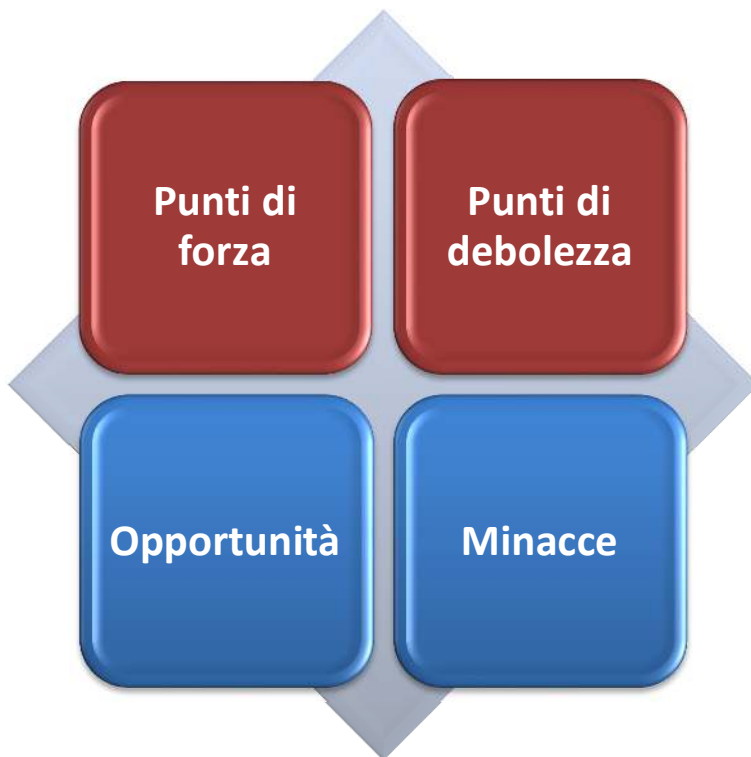 Punti di
forza
Punti di
debolezza
Opportunità
Minacce